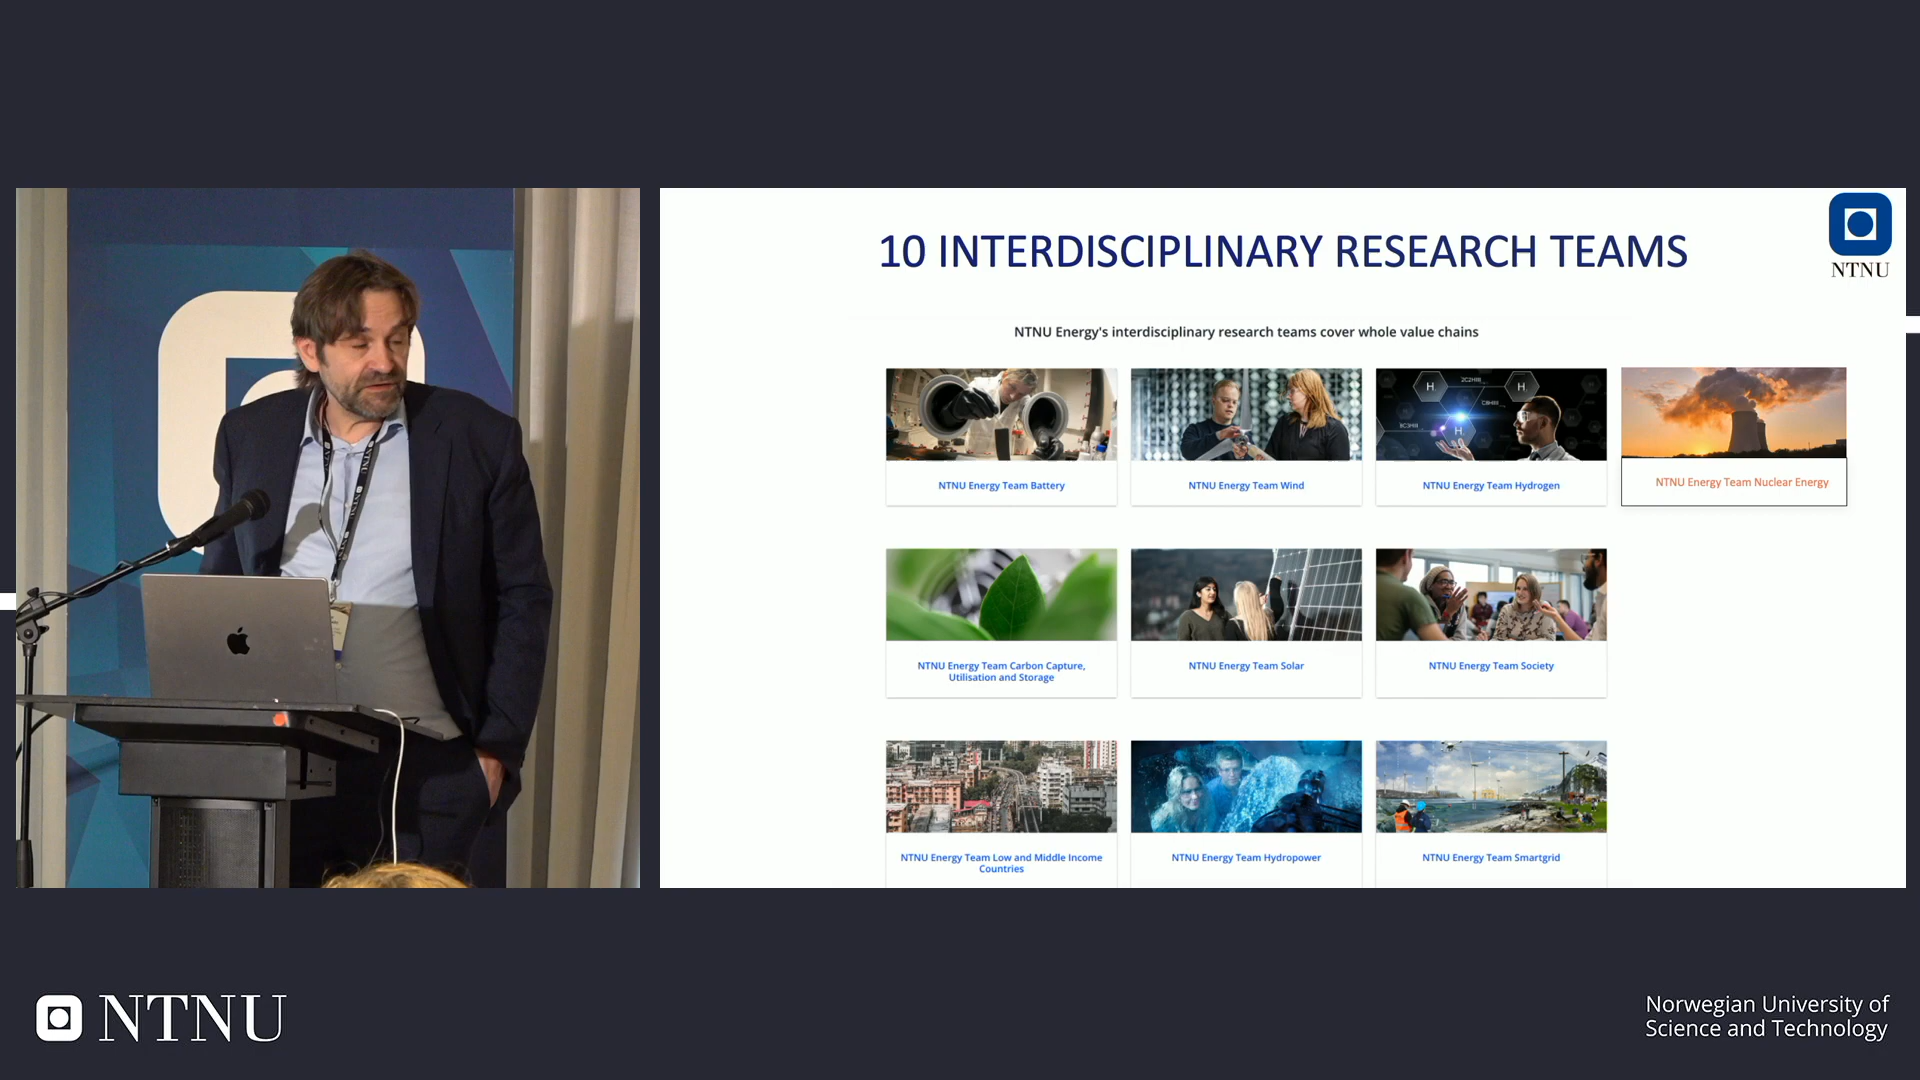 10 INTERDISCIPLINARY RESEARCH TEAMS
NTNU
NTNU Energy's interdisciplinary research teams cover whole value chains
NTNU Energy Team Battery
NTNU Energy Team Wind
NTNU Energy Team Hydrogen
NTNU Energy Team Nuclear Energy
NTNU Energy Team Carbon Capture,
Utilisation and Storage
NTNU Energy Team Solar
NTNU Energy Team Society
NTNU Energy Team Low and Middle Income
Countries
NTNU Energy Team Hydropower
NTNU Energy Team Smartgrid
NTNU
Norwegian University of
Science and Technology